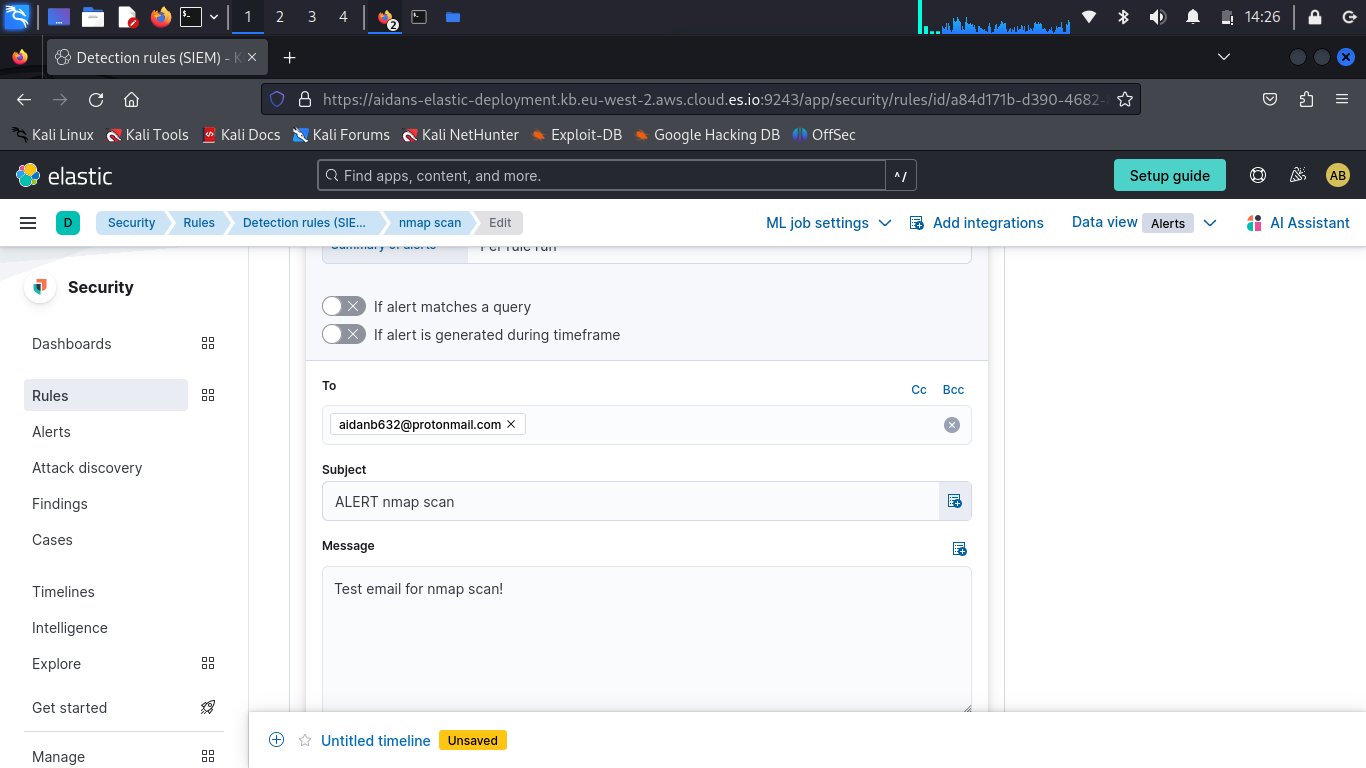 1 2 3 4 2 14:26
Detection rules (SIEM) - K
https://aidans-elastic-deployment.kb.eu-west-2.aws.cloud.es.io:9243/app/security/rules/id/a84d171b-d390-4682-
Kali Linux Kali Tools Kali Docs Kali Forums Kali NetHunter Exploit-DB Google Hacking DB OffSec
elastic Find apps, content, and more. ^/ Setup guide AB
D Security Rules Detection rules (SIE... nmap scan Edit ML job settings Add integrations Data view Alerts AI Assistant
Summary of alerts Per rule run
Security
If alert matches a query
If alert is generated during timeframe
Dashboards
Rules
Alerts
Attack discovery
Findings
Cases
Timelines
Intelligence
Explore
Get started
Manage
To Cc Bcc
aidanb632@protonmail.com
Subject
ALERT nmap scan
Message
Test email for nmap scan!
Untitled timeline Unsaved